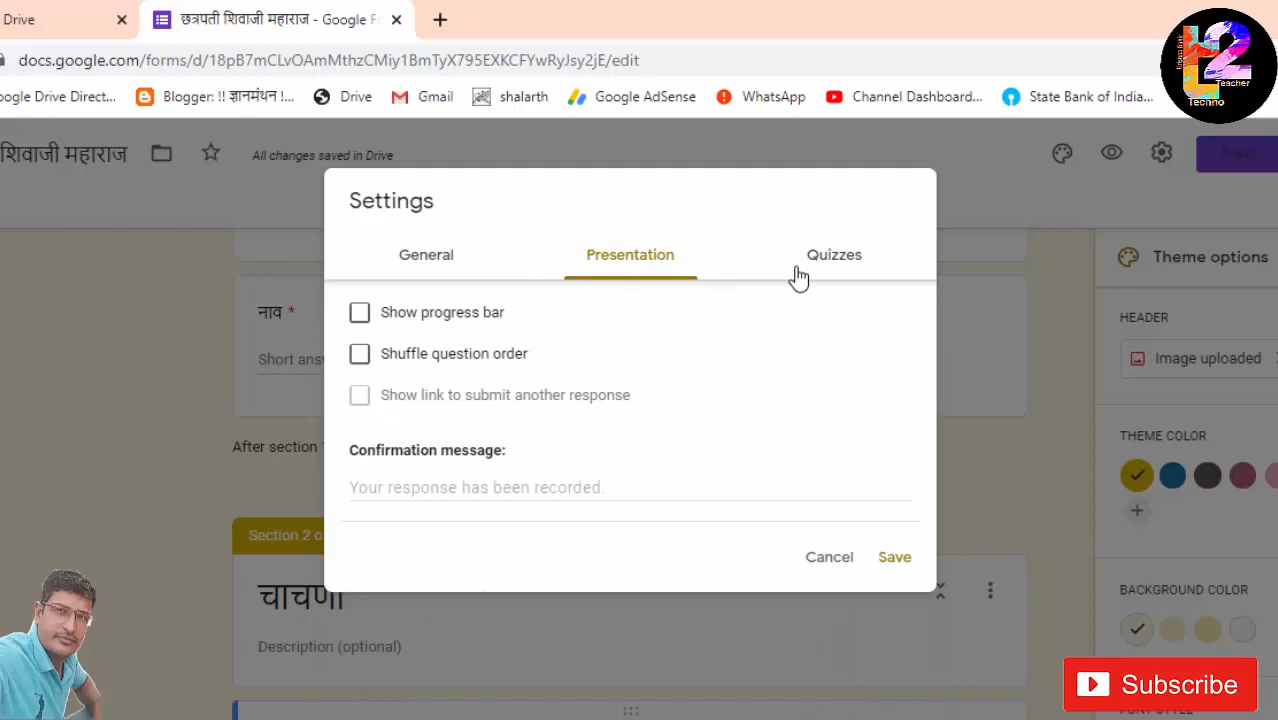 Drive
छत्रपती शिवाजी महाराज - Google F
docs.google.com/forms/d/18pB7mCLvOAmMthzCMiy1BmTyX795EXKCFYwRyJsy2jE/edit
ogle Drive Direct...
Blogger: !! ज्ञानमंथन !...
Drive
Gmail
shalarth
Google AdSense
WhatsApp
Channel Dashboard...
State Bank of India...
Techno
Teacher
शिवाजी महाराज
All changes saved in Drive
Settings
General
Presentation
Quizzes
Theme options
Show progress bar
HEADER
नाव *
Shuffle question order
Short ans
Image uploaded
Show link to submit another response
THEME COLOR
After section
Confirmation message:
Your response has been recorded.
Section 2 o
Cancel
Save
BACKGROUND COLOR
चाचणी
Description (optional)
Subscribe